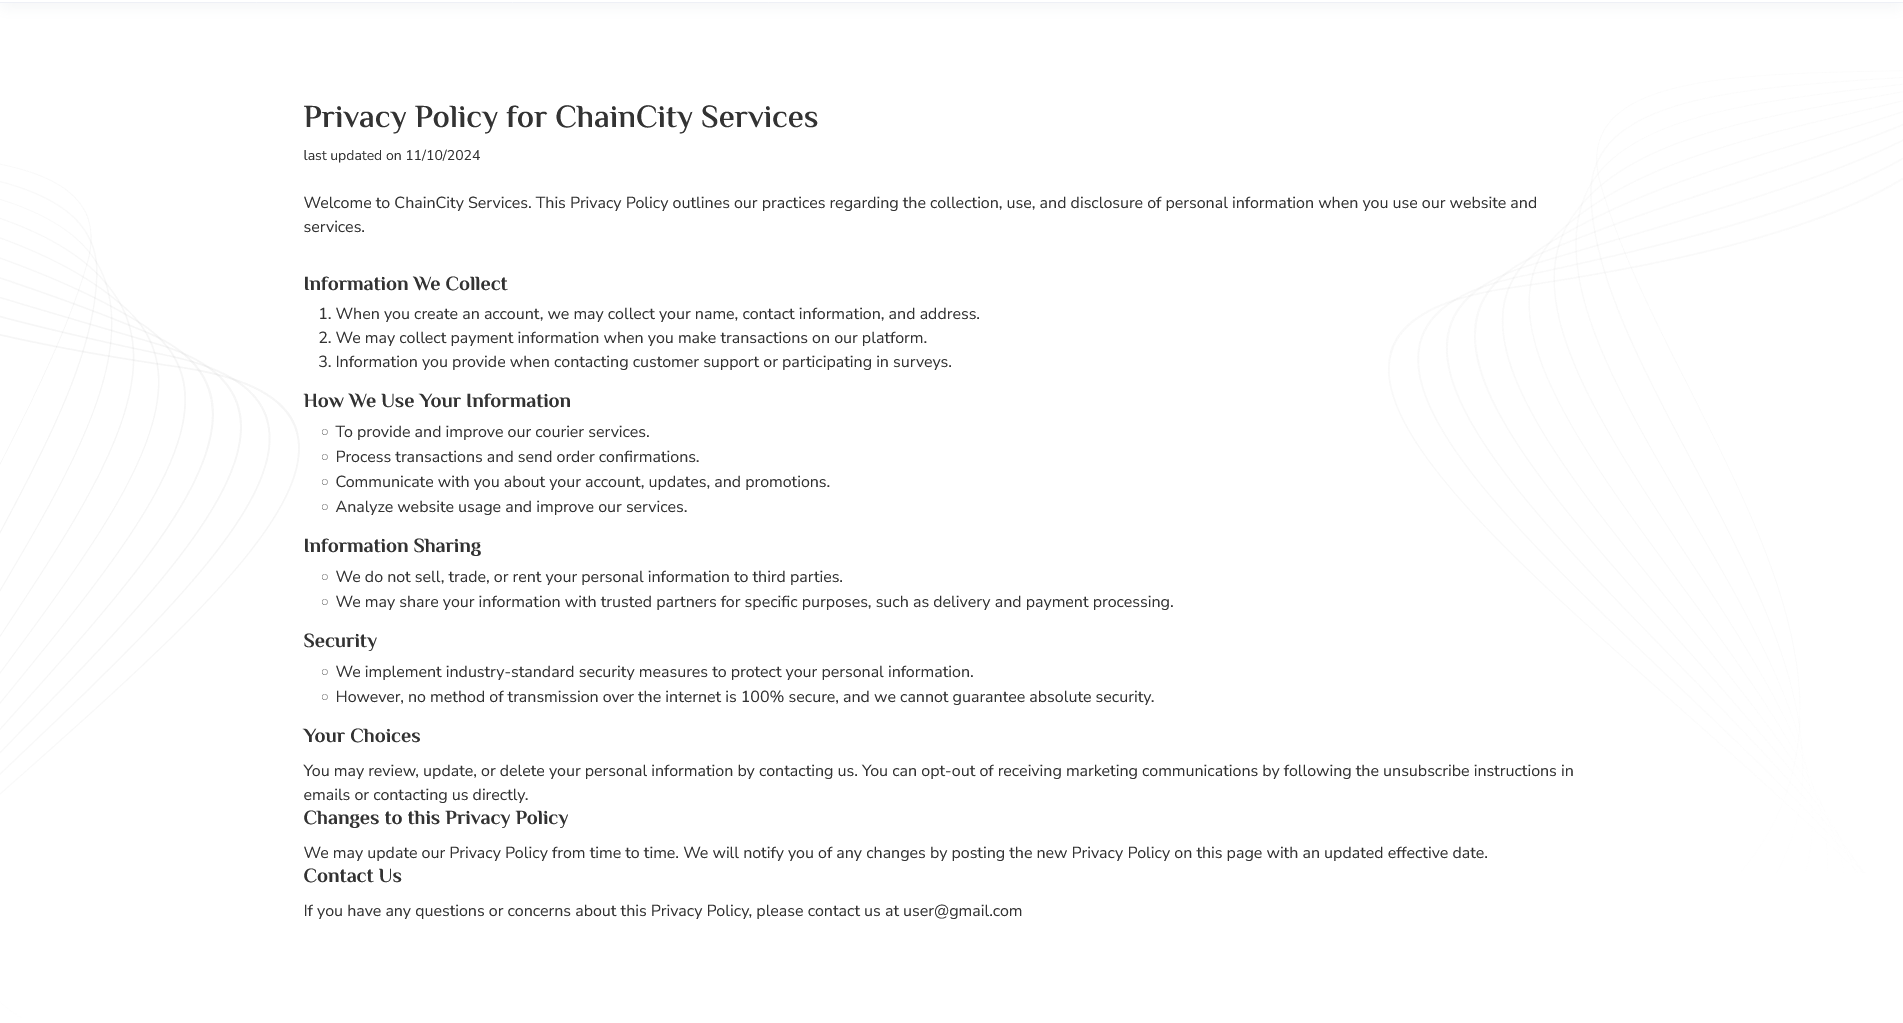 Privacy Policy for ChainCity Services
last updated on 11/10/2024
Welcome to ChainCity Services. This Privacy Policy outlines our practices regarding the collection, use, and disclosure of personal information when you use our website and
services.
Information We Collect
1. When you create an account, we may collect your name, contact information, and address.
2. We may collect payment information when you make transactions on our platform.
3. Information you provide when contacting customer support or participating in surveys.
How We Use Your Information
○ To provide and improve our courier services.
○ Process transactions and send order confirmations.
○ Communicate with you about your account, updates, and promotions.
○ Analyze website usage and improve our services.
Information Sharing
○ We do not sell, trade, or rent your personal information to third parties.
○ We may share your information with trusted partners for specific purposes, such as delivery and payment processing.
Security
○ We implement industry-standard security measures to protect your personal information.
○ However, no method of transmission over the internet is 100% secure, and we cannot guarantee absolute security.
Your Choices
You may review, update, or delete your personal information by contacting us. You can opt-out of receiving marketing communications by following the unsubscribe instructions in
emails or contacting us directly.
Changes to this Privacy Policy
We may update our Privacy Policy from time to time. We will notify you of any changes by posting the new Privacy Policy on this page with an updated effective date.
Contact Us
If you have any questions or concerns about this Privacy Policy, please contact us at user@gmail.com